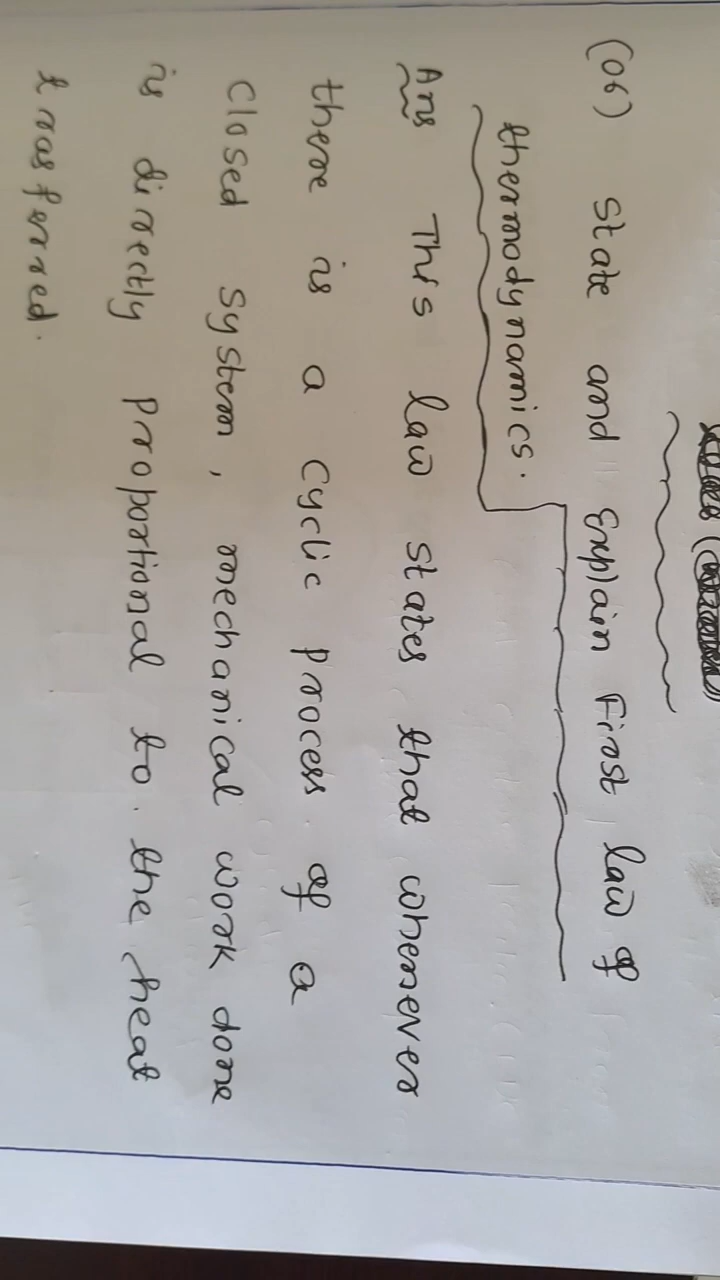 (06) State and Explain First law of
thermodynamics.
Ans This law states that whenever
there is a cyclic process of a
closed system, mechanical work done
is directly proportional to the heat
trasferred.